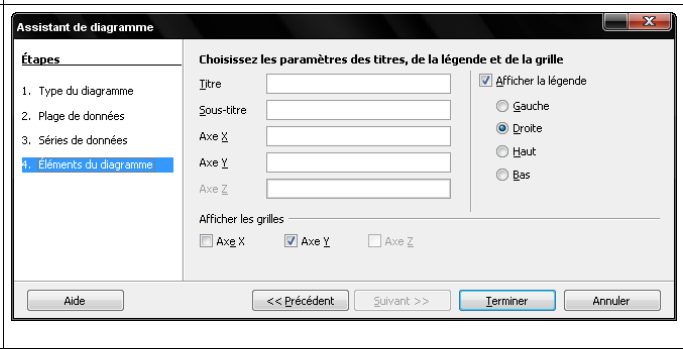 Assistant de diagramme
Étapes
1. Type du diagramme
2. Plage de données
3. Séries de données
4. Éléments du diagramme
Choisissez les paramètres des titres, de la légende et de la grille
Titre
Sous-titre
Axe X
Axe Y
Axe Z
Afficher la légende
Gauche
Droite
Haut
Bas
Afficher les grilles
Axe X Axe Y Axe Z
Aide << Précédent Suivant >> Terminer Annuler